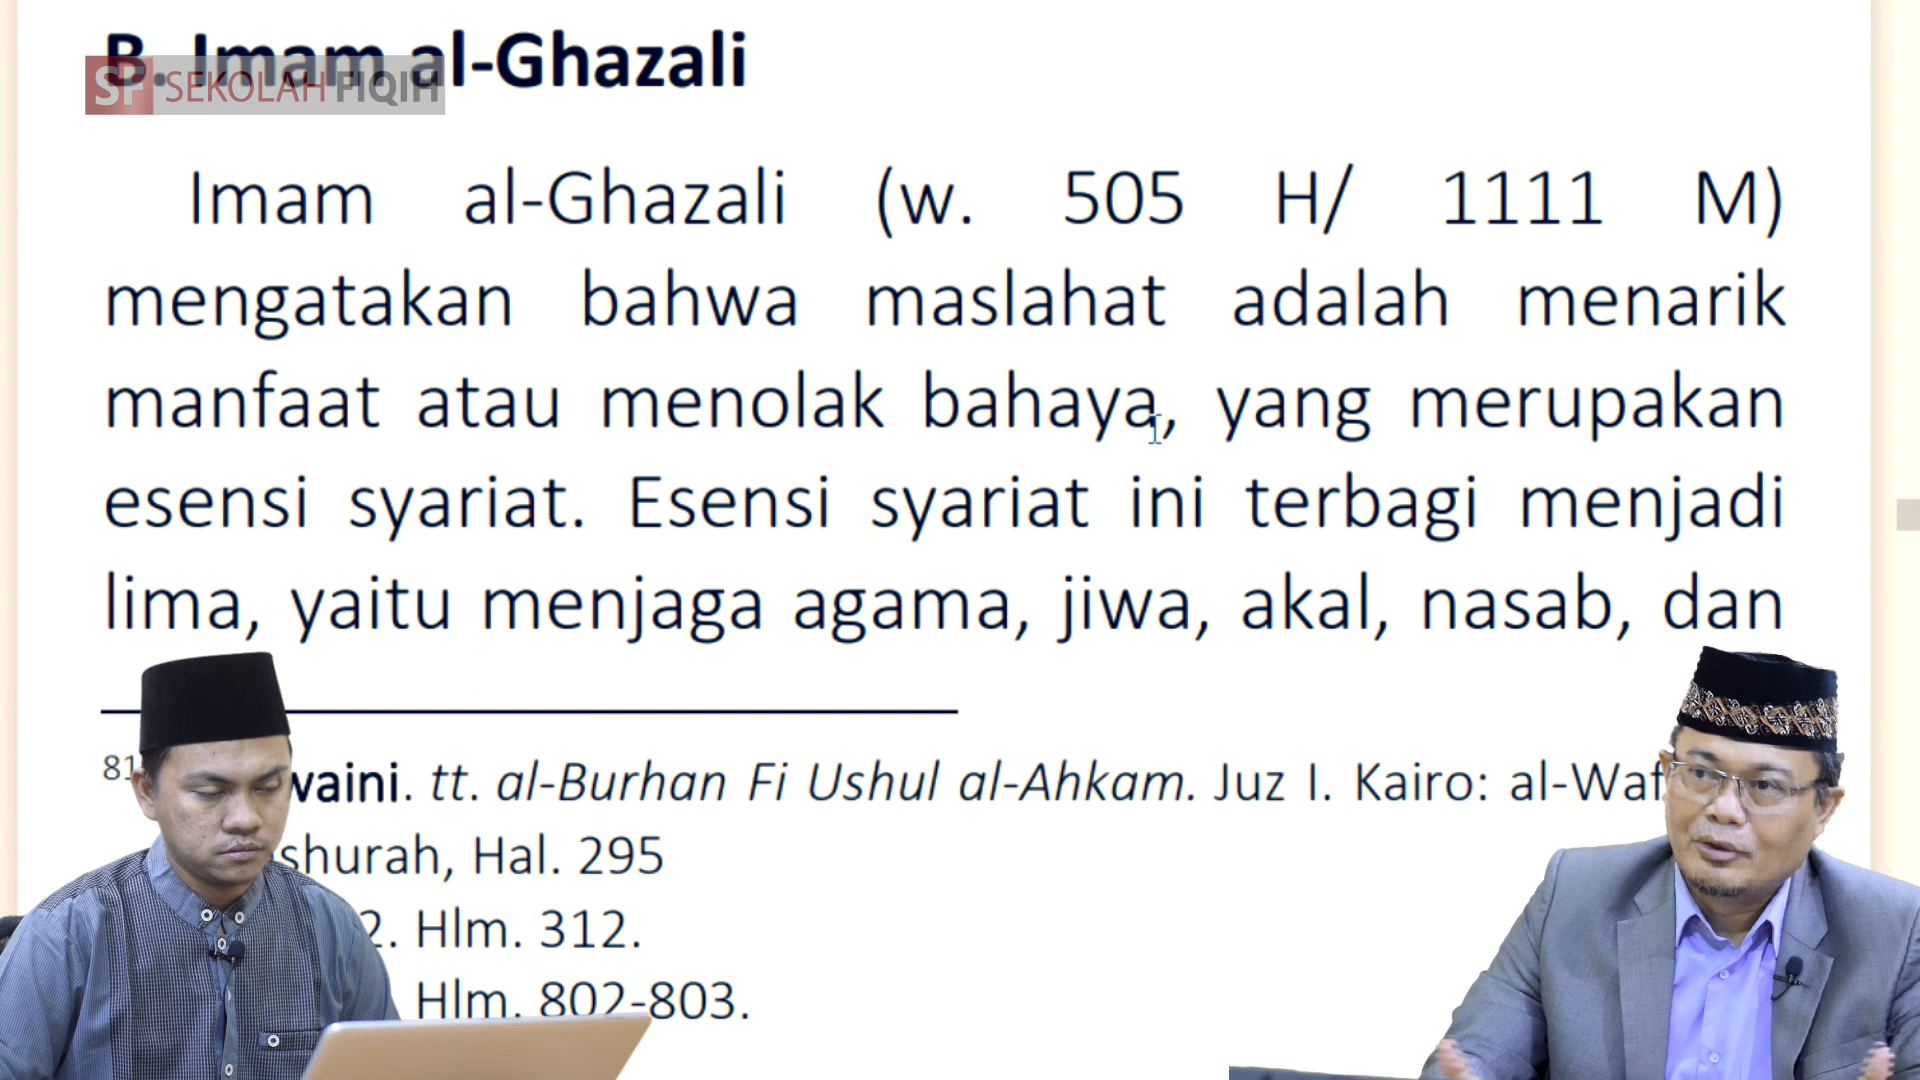 B. Imam al-Ghazali
SF SEKOLAH FIQIH
Imam al-Ghazali (w. 505 H/ 1111 M)
mengatakan bahwa maslahat adalah menarik
manfaat atau menolak bahaya, yang merupakan
esensi syariat. Esensi syariat ini terbagi menjadi
lima, yaitu menjaga agama, jiwa, akal, nasab, dan
81 waini. tt. al-Burhan Fi Ushul al-Ahkam. Juz I. Kairo: al-Waf
shurah, Hal. 295
2. Hlm. 312.
Hlm. 802-803.